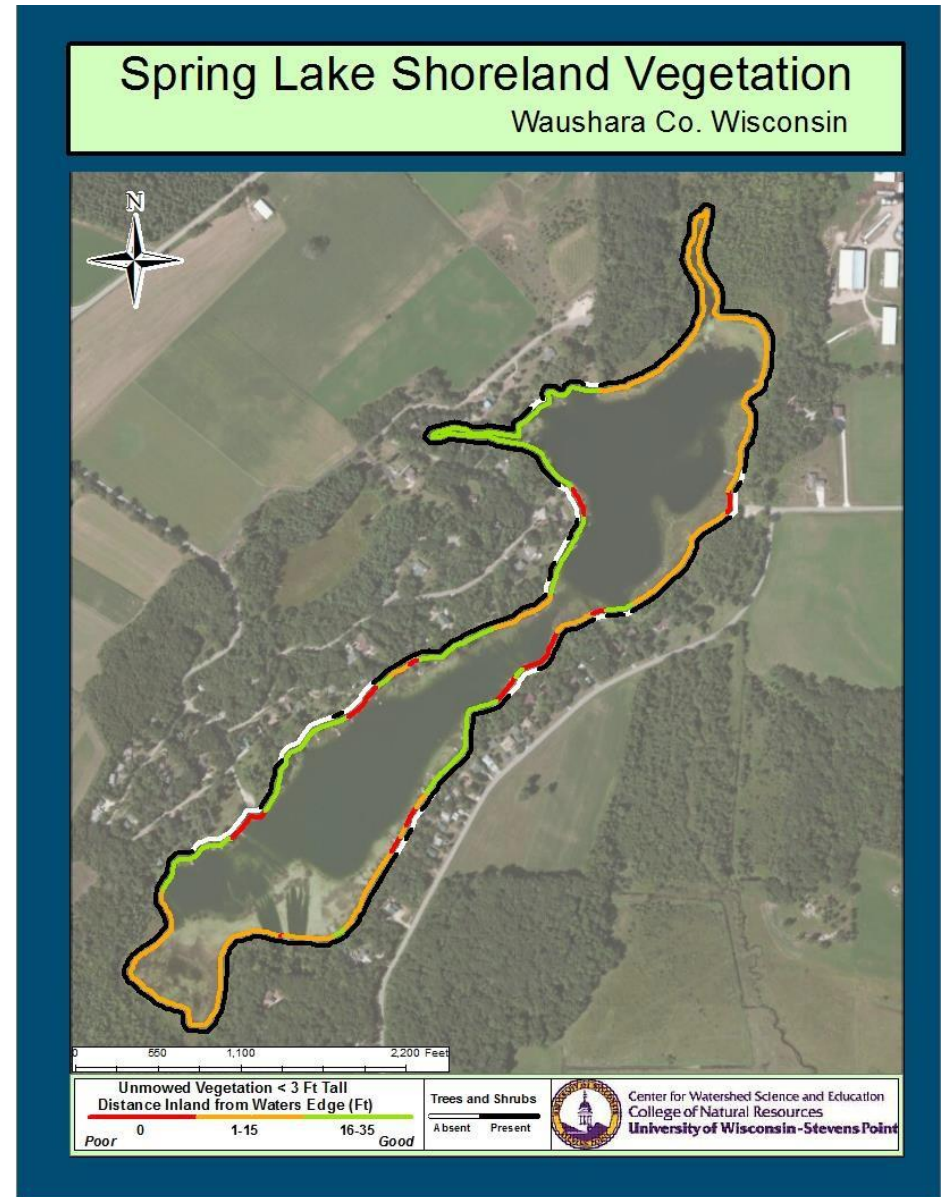 Spring Lake Shoreland Vegetation
Waushara Co. Wisconsin
N
0 550 1,100 2,200 Feet
Unmowed Vegetation < 3 Ft Tall
Distance Inland from Waters Edge (Ft)
0 1-15 16-35
Poor Good
Trees and Shrubs
Absent Present
Center for Watershed Science and Education
College of Natural Resources
University of Wisconsin - Stevens Point